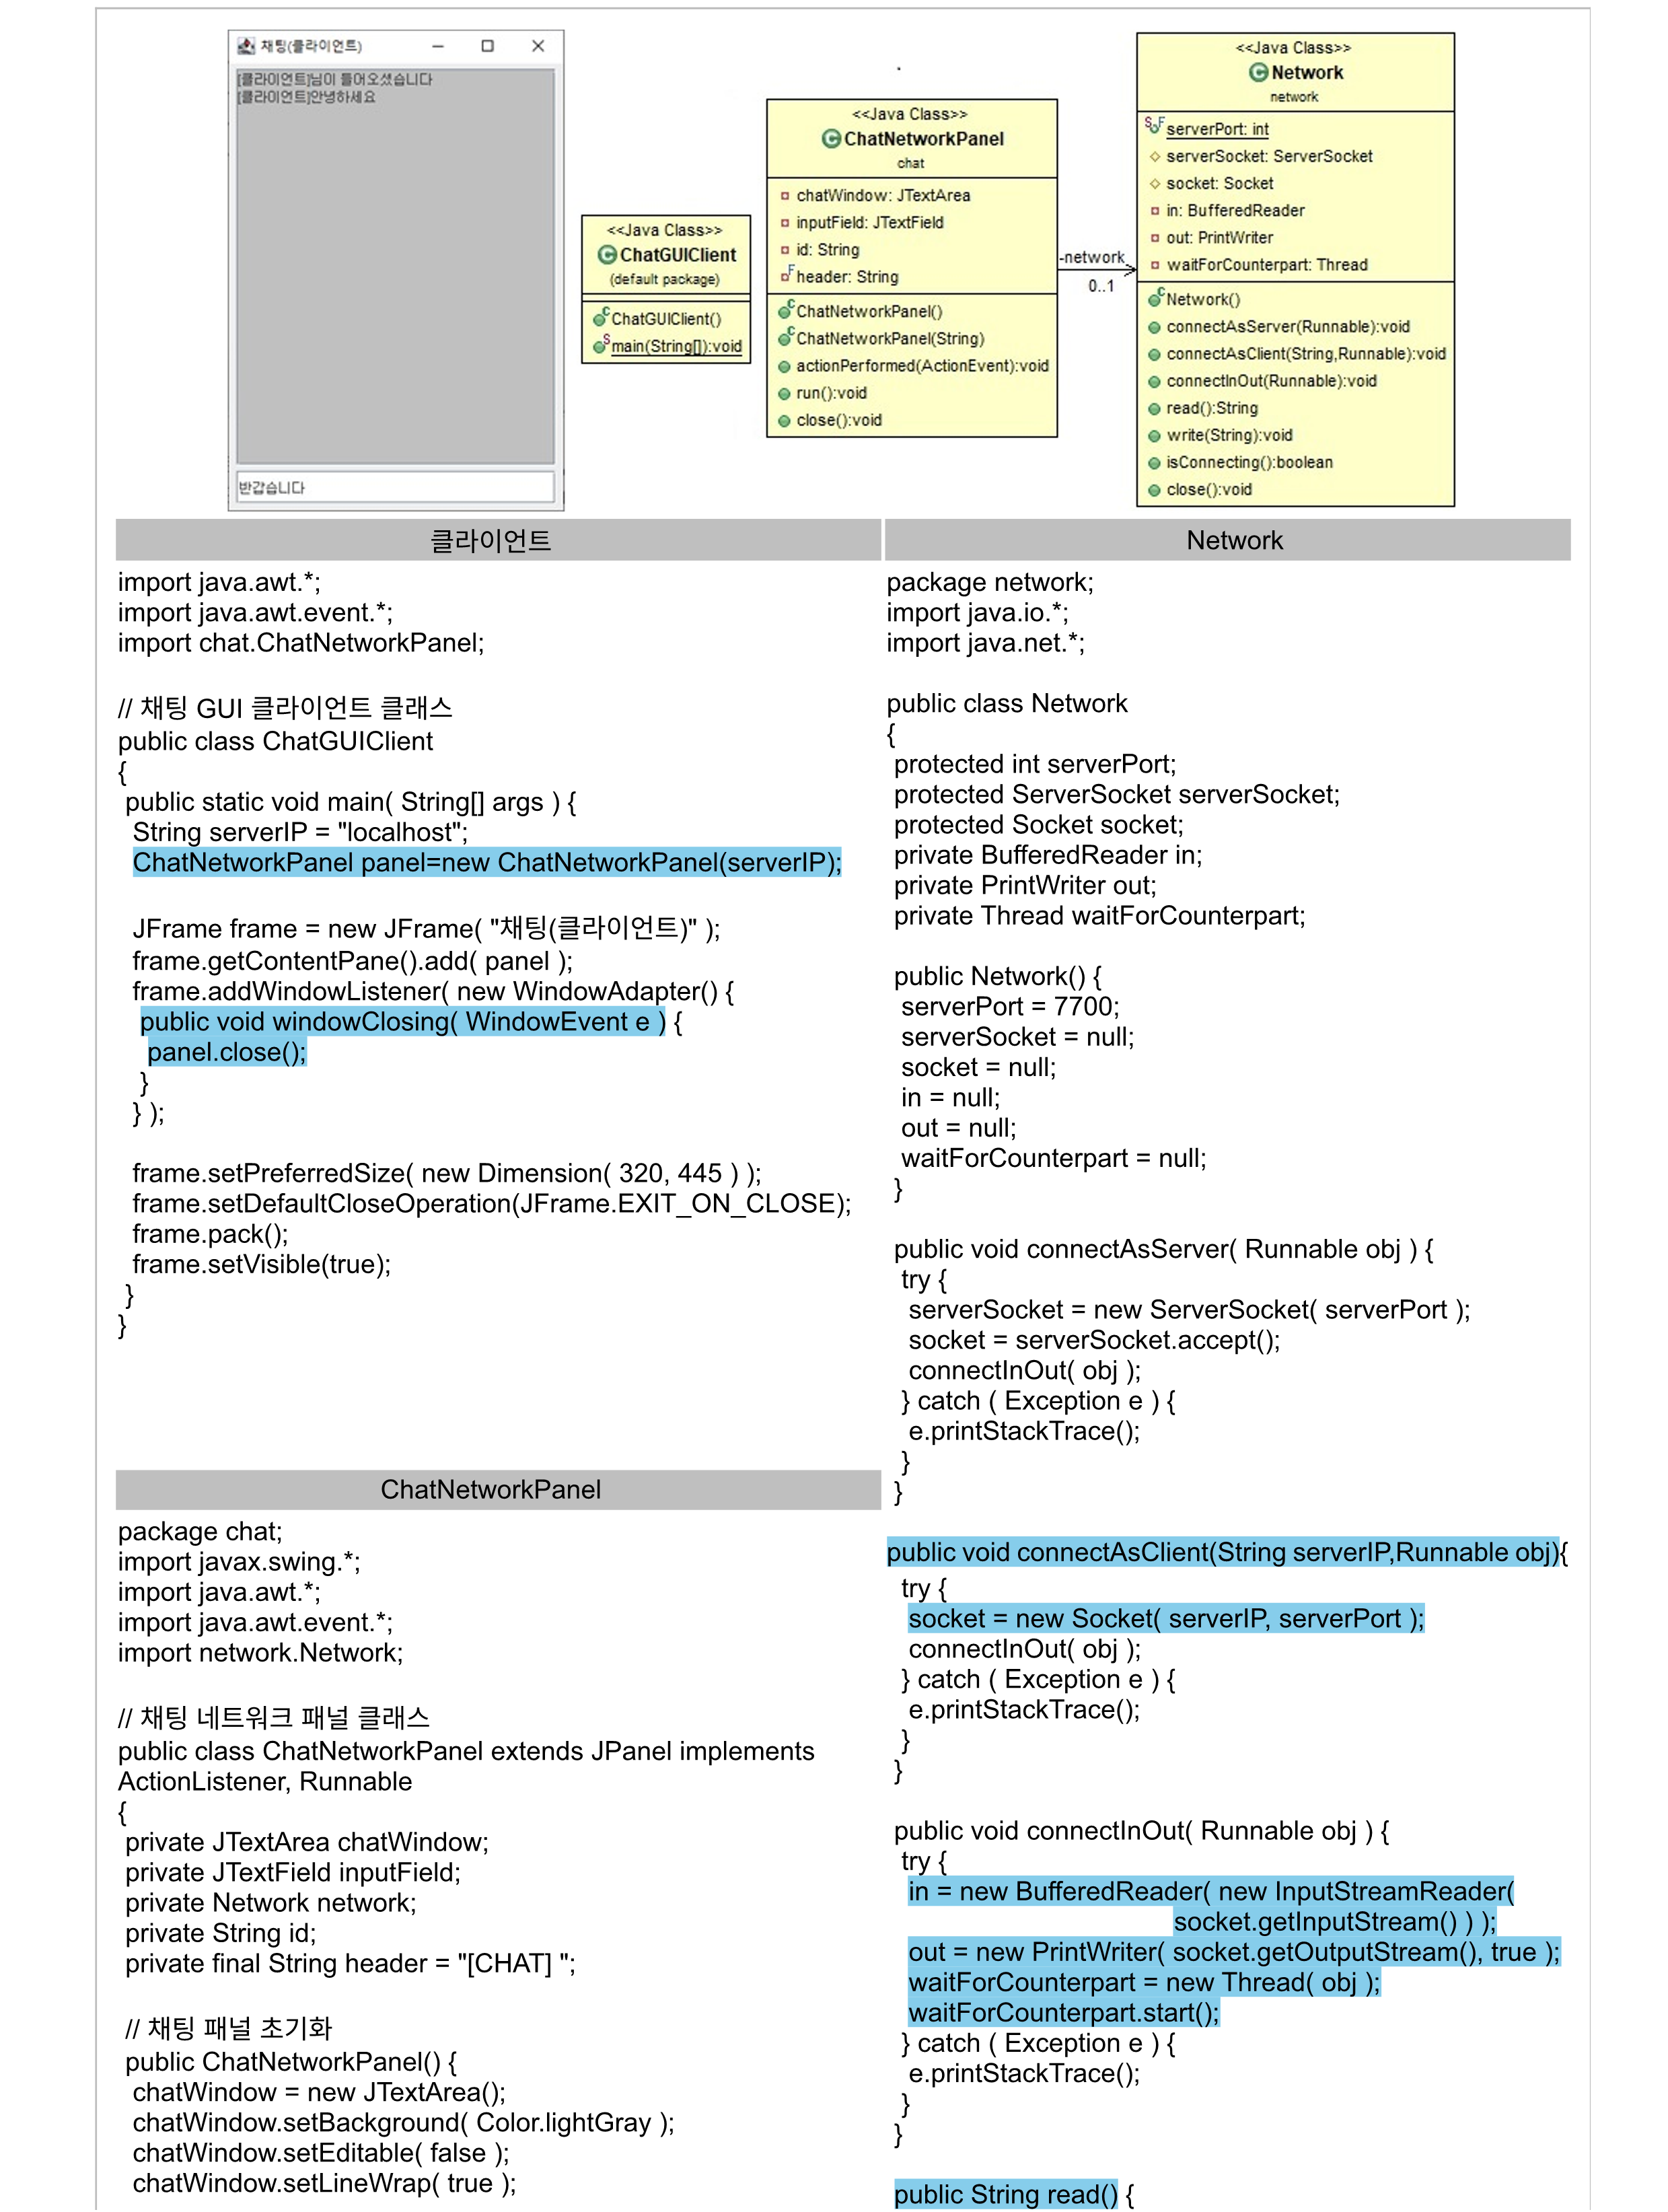 채팅(클라이언트)
[클라이언트]님이 들어오셨습니다
[클라이언트]안녕하세요
반갑습니다
<<Java Class>>
ChatGUIClient
(default package)
ChatGUIClient()
main(String[]):void
<<Java Class>>
ChatNetworkPanel
chat
chatWindow: JTextArea
inputField: JTextField
id: String
header: String
ChatNetworkPanel()
ChatNetworkPanel(String)
actionPerformed(ActionEvent):void
run():void
close():void
-network
0..1
<<Java Class>>
Network
network
serverPort: int
serverSocket: ServerSocket
socket: Socket
in: BufferedReader
out: PrintWriter
waitForCounterpart: Thread
Network()
connectAsServer(Runnable):void
connectAsClient(String,Runnable):void
connectInOut(Runnable):void
read():String
write(String):void
isConnecting():boolean
close():void
클라이언트
import java.awt.*;
import java.awt.event.*;
import chat.ChatNetworkPanel;
// 채팅 GUI 클라이언트 클래스
public class ChatGUIClient
{
public static void main( String[] args ) {
String serverIP = "localhost";
ChatNetworkPanel panel=new ChatNetworkPanel(serverIP);
JFrame frame = new JFrame( "채팅(클라이언트)" );
frame.getContentPane().add( panel );
frame.addWindowListener( new WindowAdapter() {
public void windowClosing( WindowEvent e ) {
panel.close();
}
} );
frame.setPreferredSize( new Dimension( 320, 445 ) );
frame.setDefaultCloseOperation(JFrame.EXIT_ON_CLOSE);
frame.pack();
frame.setVisible(true);
}
}
ChatNetworkPanel
package chat;
import javax.swing.*;
import java.awt.*;
import java.awt.event.*;
import network.Network;
// 채팅 네트워크 패널 클래스
public class ChatNetworkPanel extends JPanel implements
ActionListener, Runnable
{
private JTextArea chatWindow;
private JTextField inputField;
private Network network;
private String id;
private final String header = "[CHAT] ";
// 채팅 패널 초기화
public ChatNetworkPanel() {
chatWindow = new JTextArea();
chatWindow.setBackground( Color.lightGray );
chatWindow.setEditable( false );
chatWindow.setLineWrap( true );
Network
package network;
import java.io.*;
import java.net.*;
public class Network
{
protected int serverPort;
protected ServerSocket serverSocket;
protected Socket socket;
private BufferedReader in;
private PrintWriter out;
private Thread waitForCounterpart;
public Network() {
serverPort = 7700;
serverSocket = null;
socket = null;
in = null;
out = null;
waitForCounterpart = null;
}
public void connectAsServer( Runnable obj ) {
try {
serverSocket = new ServerSocket( serverPort );
socket = serverSocket.accept();
connectInOut( obj );
} catch ( Exception e ) {
e.printStackTrace();
}
}
public void connectAsClient(String serverIP,Runnable obj){
try {
socket = new Socket( serverIP, serverPort );
connectInOut( obj );
} catch ( Exception e ) {
e.printStackTrace();
}
}
public void connectInOut( Runnable obj ) {
try {
in = new BufferedReader( new InputStreamReader(
socket.getInputStream() ) );
out = new PrintWriter( socket.getOutputStream(), true );
waitForCounterpart = new Thread( obj );
waitForCounterpart.start();
} catch ( Exception e ) {
e.printStackTrace();
}
}
public String read() {